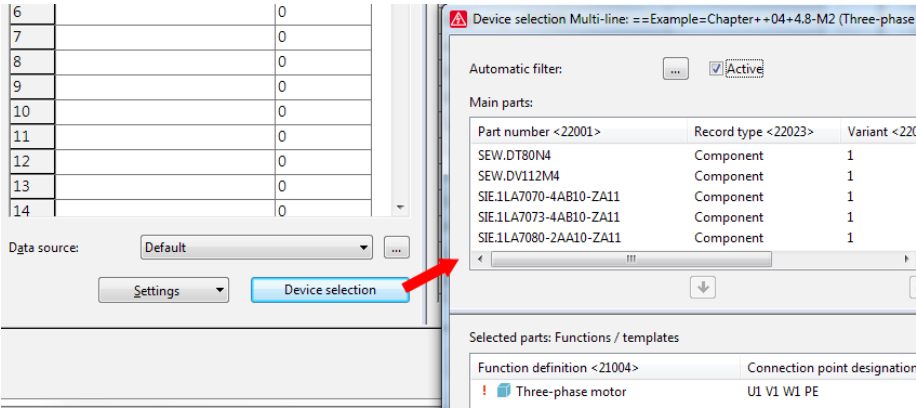 6 0
7 0
8 0
9 0
10 0
11 0
12 0
13 0
14 0
Data source: Default ...
Settings Device selection
Device selection Multi-line: ==Example=Chapter++04+4.8-M2 (Three-phase
Automatic filter: ... Active
Main parts:
Part number <22001> Record type <22023> Variant <220
SEW.DT80N4 Component 1
SEW.DV112M4 Component 1
SIE.1LA7070-4AB10-ZA11 Component 1
SIE.1LA7073-4AB10-ZA11 Component 1
SIE.1LA7080-2AA10-ZA11 Component 1
Selected parts: Functions / templates
Function definition <21004> Connection point designation
! Three-phase motor U1 V1 W1 PE